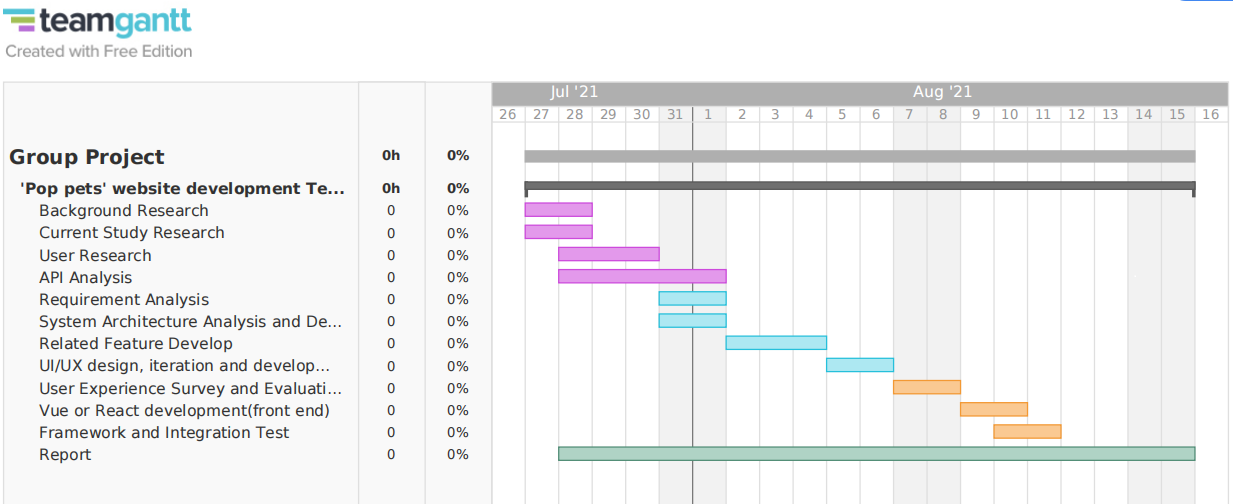 teamgantt
Created with Free Edition
Jul '21 Aug '21
26 27 28 29 30 31 1 2 3 4 5 6 7 8 9 10 11 12 13 14 15 16
Group Project 0h 0%
'Pop pets' website development Te... 0h 0%
Background Research 0 0%
Current Study Research 0 0%
User Research 0 0%
API Analysis 0 0%
Requirement Analysis 0 0%
System Architecture Analysis and De... 0 0%
Related Feature Develop 0 0%
UI/UX design, iteration and develop... 0 0%
User Experience Survey and Evaluati... 0 0%
Vue or React development(front end) 0 0%
Framework and Integration Test 0 0%
Report 0 0%